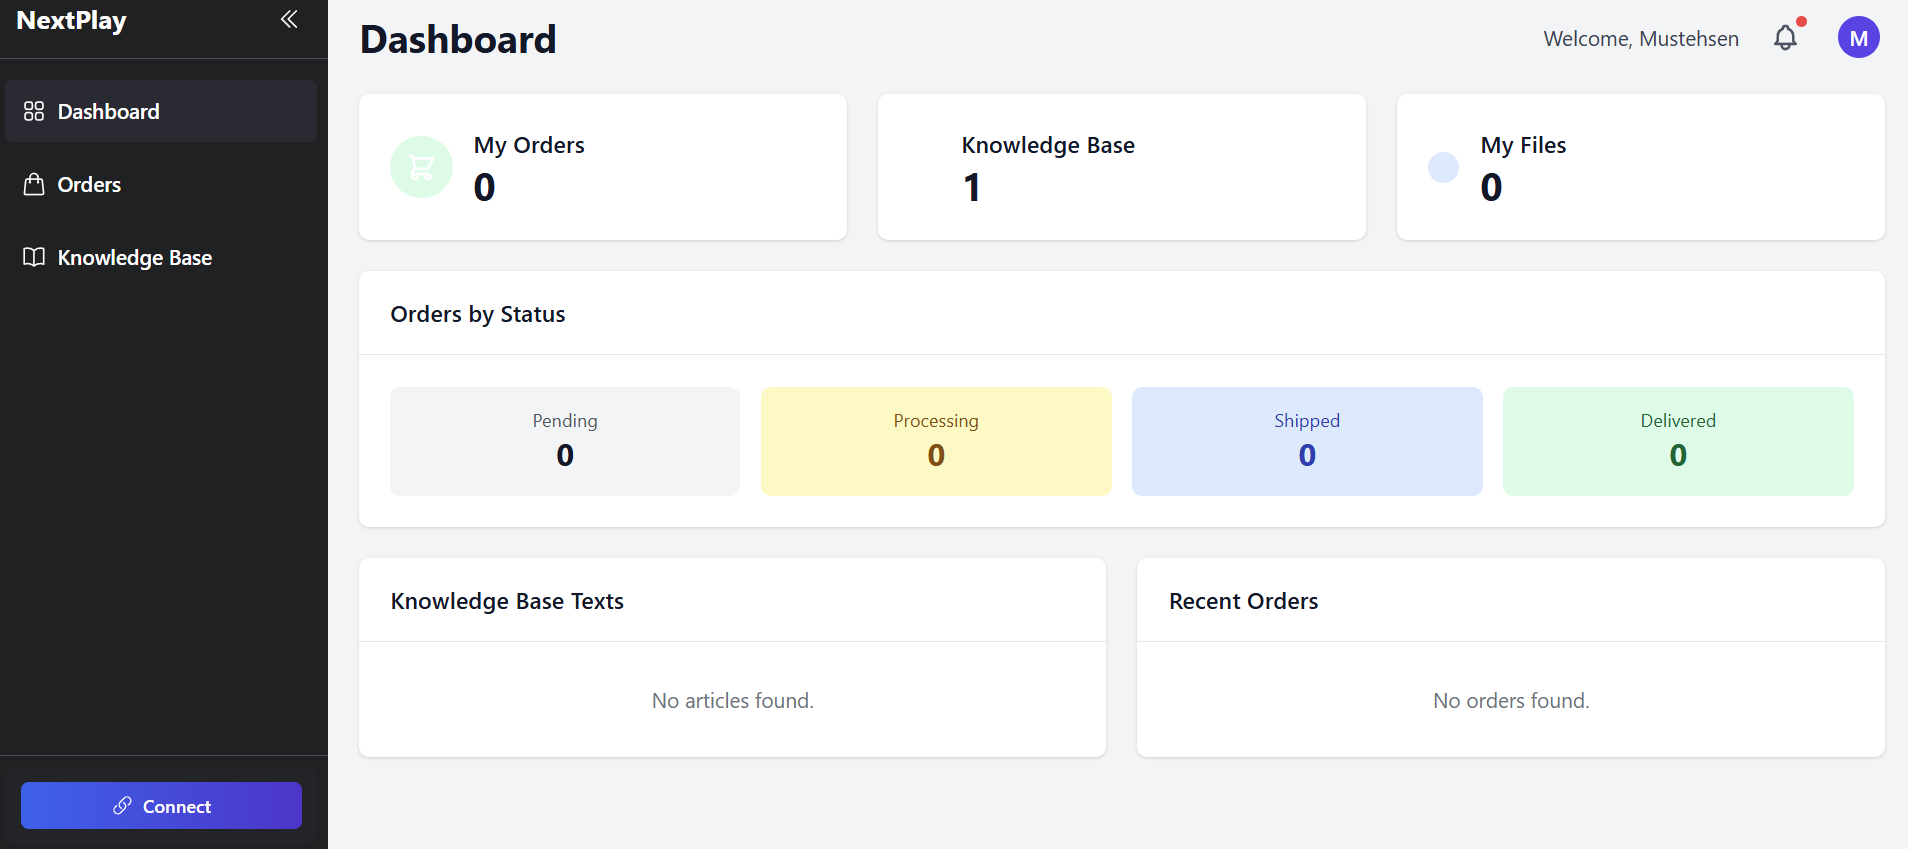 NextPlay
Dashboard
Orders
Knowledge Base
Connect
Dashboard
Welcome, Mustehsen
M
My Orders
0
Knowledge Base
1
My Files
0
Orders by Status
Pending
0
Processing
0
Shipped
0
Delivered
0
Knowledge Base Texts
No articles found.
Recent Orders
No orders found.